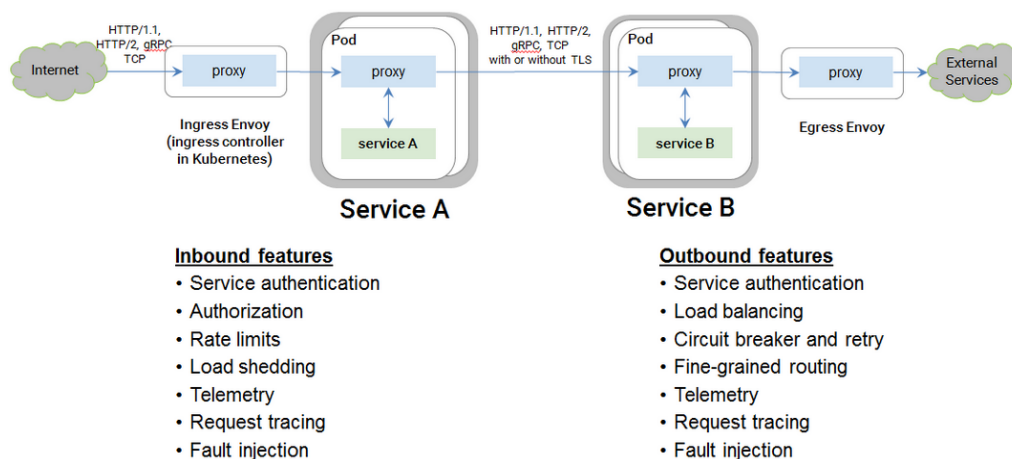 HTTP/1.1,
HTTP/2, gRPC,
TCP
Internet
proxy
Ingress Envoy
(ingress controller
in Kubernetes)
Pod
proxy
service A
Service A
HTTP/1.1, HTTP/2,
gRPC, TCP
with or without TLS
Pod
proxy
service B
Service B
proxy
Egress Envoy
External
Services
Inbound features
• Service authentication
• Authorization
• Rate limits
• Load shedding
• Telemetry
• Request tracing
• Fault injection
Outbound features
• Service authentication
• Load balancing
• Circuit breaker and retry
• Fine-grained routing
• Telemetry
• Request tracing
• Fault injection